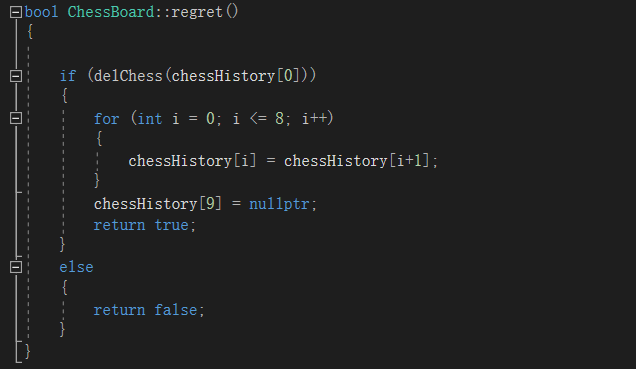 bool ChessBoard::regret()
{
if (delChess(chessHistory[0]))
{
for (int i = 0; i <= 8; i++)
{
chessHistory[i] = chessHistory[i+1];
}
chessHistory[9] = nullptr;
return true;
}
else
{
return false;
}
}